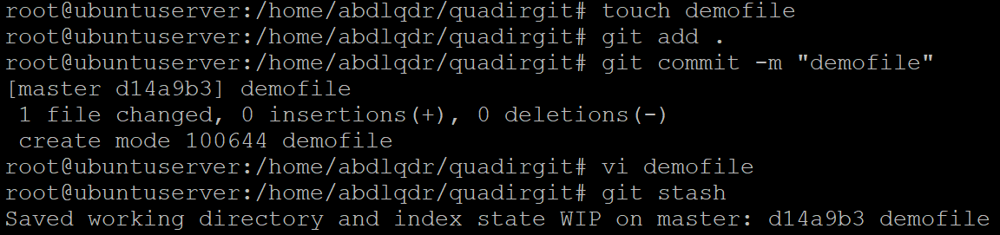 root@ubuntuserver:/home/abdlqdr/quadirgit# touch demofile
root@ubuntuserver:/home/abdlqdr/quadirgit# git add .
root@ubuntuserver:/home/abdlqdr/quadirgit# git commit -m "demofile"
[master d14a9b3] demofile
 1 file changed, 0 insertions(+), 0 deletions(-)
 create mode 100644 demofile
root@ubuntuserver:/home/abdlqdr/quadirgit# vi demofile
root@ubuntuserver:/home/abdlqdr/quadirgit# git stash
Saved working directory and index state WIP on master: d14a9b3 demofile